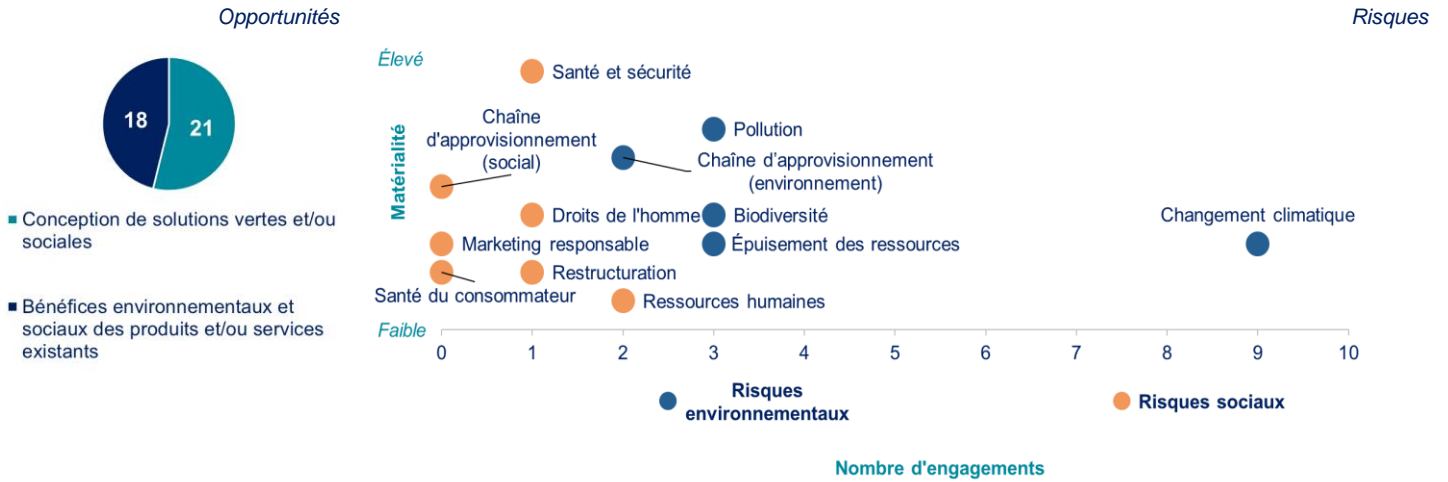 Opportunités
Risques
18
21
Conception de solutions vertes et/ou
sociales
Bénéfices environnementaux et
sociaux des produits et/ou services
existants
Élevé
Matérialité
Faible
Santé et sécurité
Chaîne
d'approvisionnement
(social)
Pollution
Chaîne d’approvisionnement
(environnement)
Droits de l'homme
Biodiversité
Changement climatique
Marketing responsable
Épuisement des ressources
Restructuration
Santé du consommateur
Ressources humaines
0 1 2 3 4 5 6 7 8 9 10
Risques
environnementaux
Risques sociaux
Nombre d'engagements